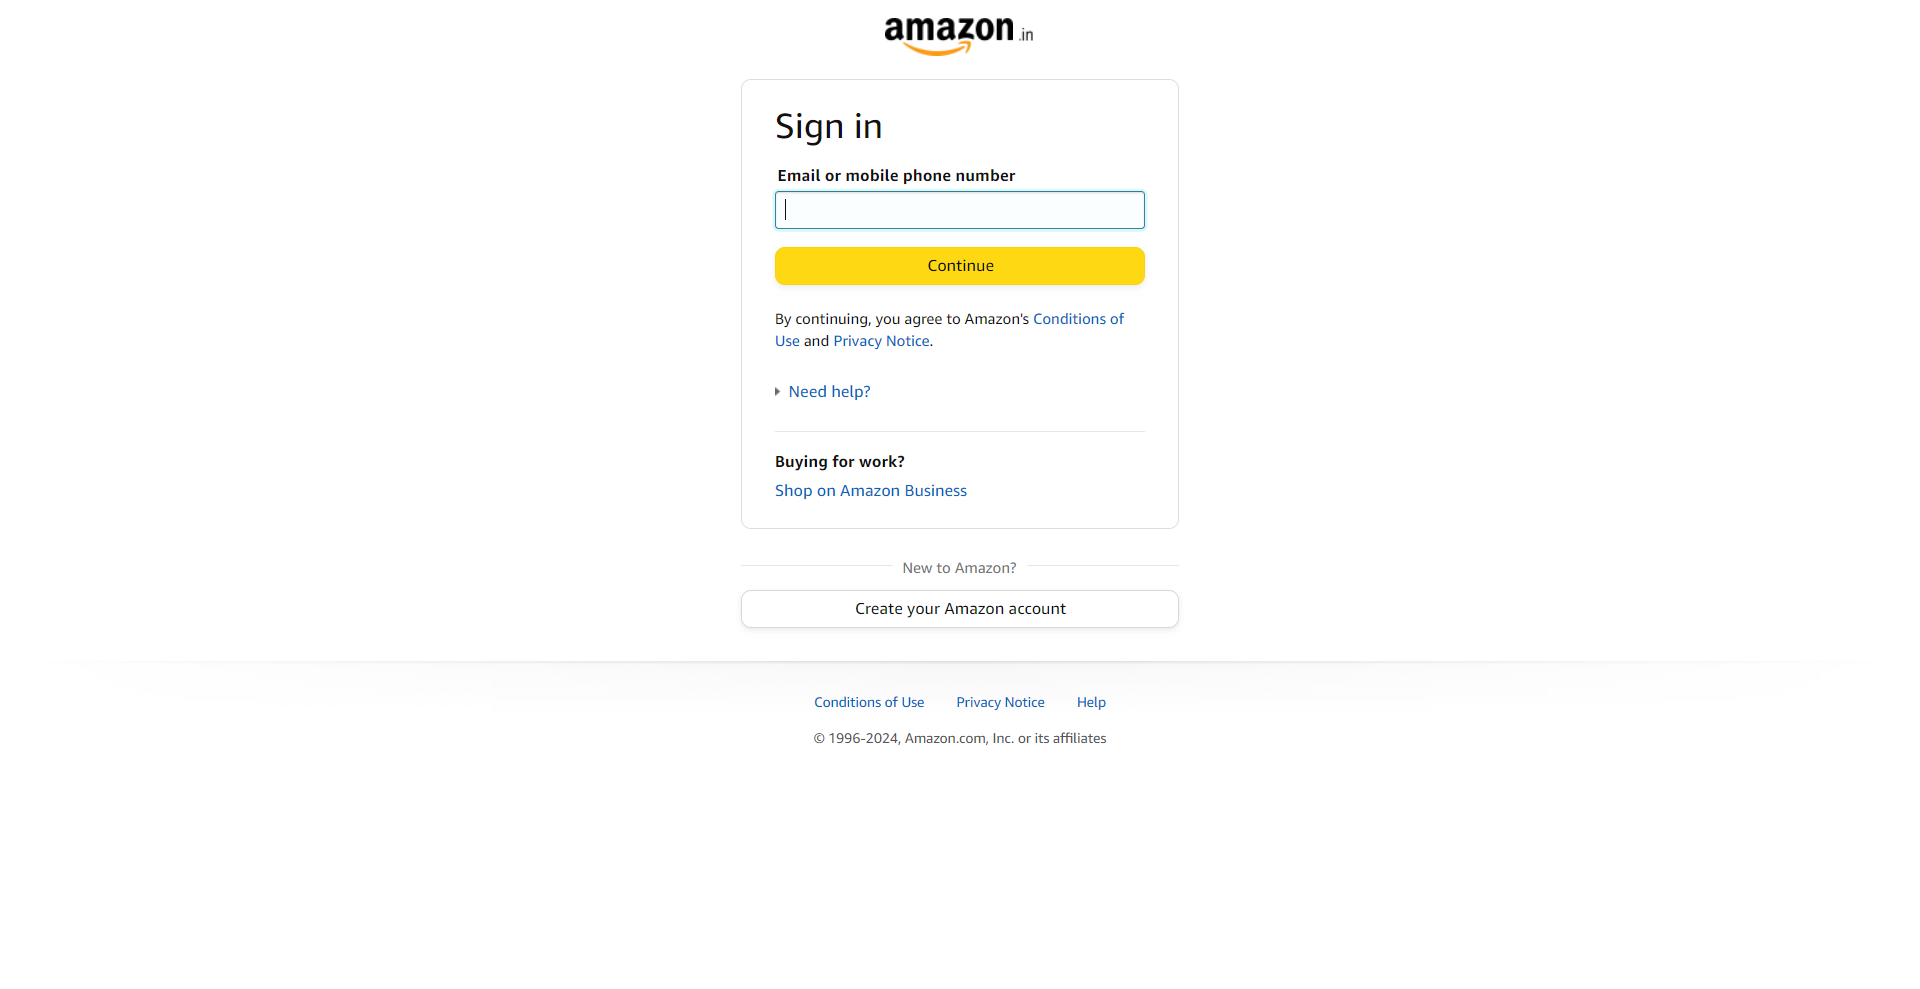 amazon.in
Sign in
Email or mobile phone number
Continue
By continuing, you agree to Amazon's Conditions of
Use and Privacy Notice.
Need help?
Buying for work?
Shop on Amazon Business
New to Amazon?
Create your Amazon account
Conditions of Use Privacy Notice Help
© 1996-2024, Amazon.com, Inc. or its affiliates